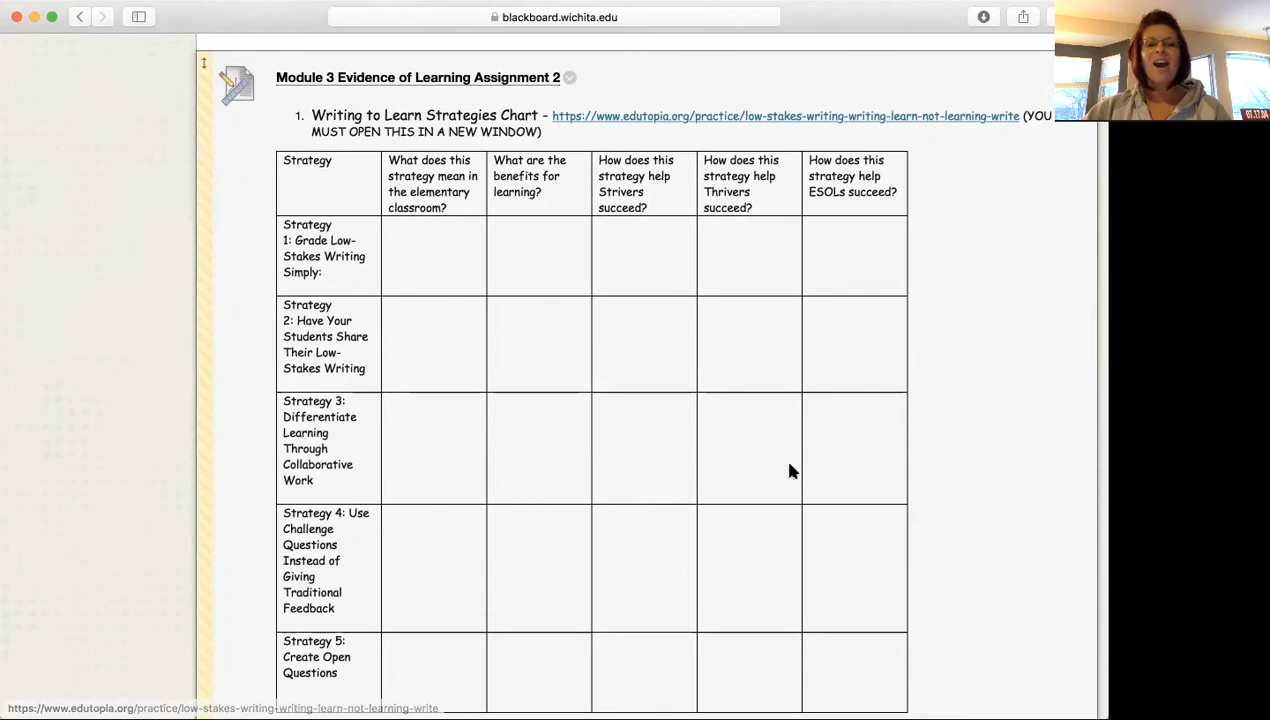 blackboard.wichita.edu
Module 3 Evidence of Learning Assignment 2
1. Writing to Learn Strategies Chart - https://www.edutopia.org/practice/low-stakes-writing-writing-learn-not-learning-write (YOU
MUST OPEN THIS IN A NEW WINDOW)
Strategy
What does this
strategy mean in
the elementary
classroom?
What are the
benefits for
learning?
How does this
strategy help
Strivers
succeed?
How does this
strategy help
Thrivers
succeed?
How does this
strategy help
ESOLs succeed?
Strategy
1: Grade Low-
Stakes Writing
Simply:
Strategy
2: Have Your
Students Share
Their Low-
Stakes Writing
Strategy 3:
Differentiate
Learning
Through
Collaborative
Work
Strategy 4: Use
Challenge
Questions
Instead of
Giving
Traditional
Feedback
Strategy 5:
Create Open
Questions
https://www.edutopia.org/practice/low-stakes-writing-writing-learn-not-learning-write